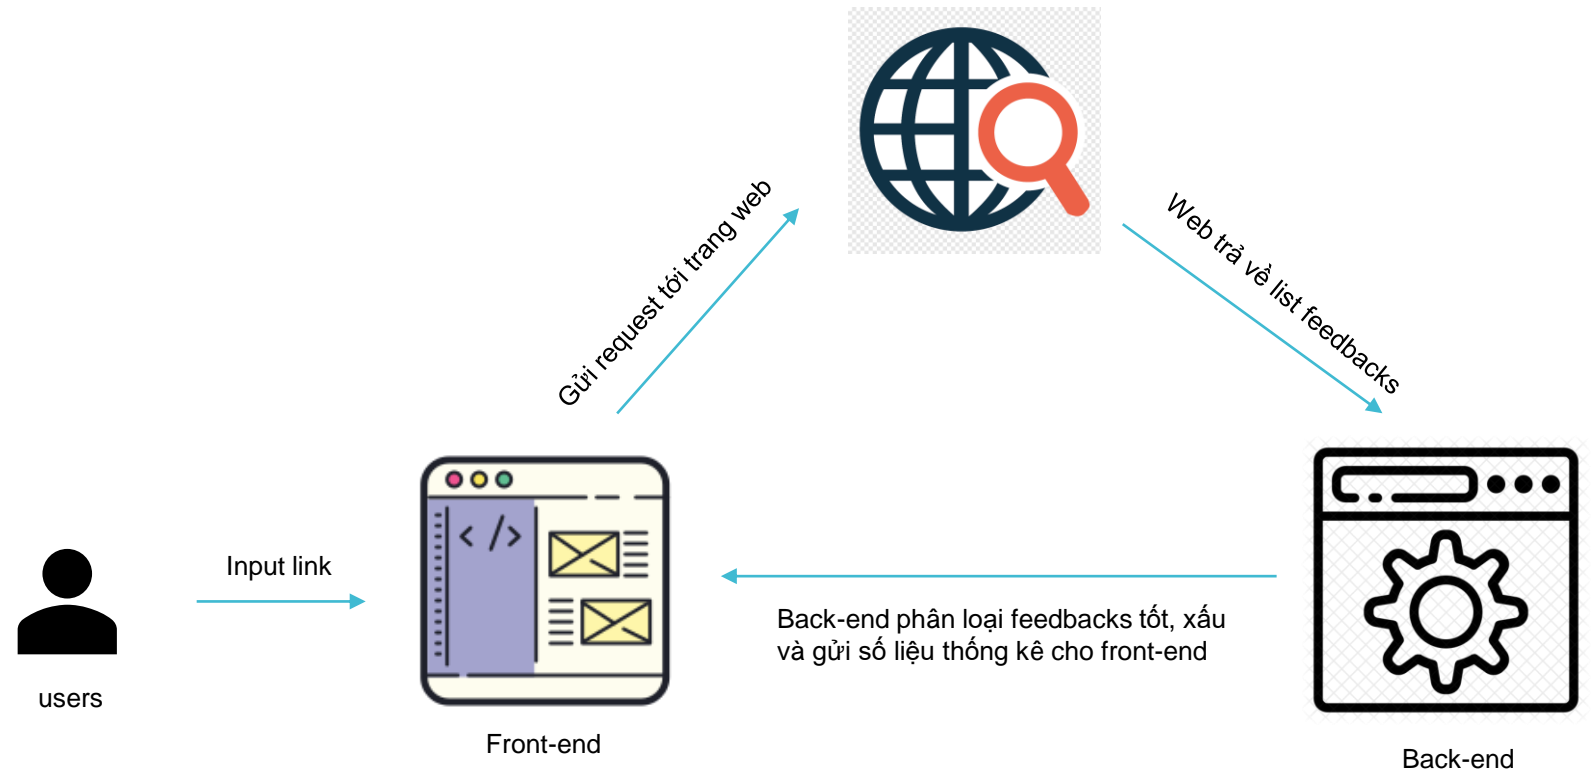 Gửi request tới trang web
Web trả về list feedbacks
Input link
users
Front-end
Back-end phân loại feedbacks tốt, xấu
và gửi số liệu thống kê cho front-end
Back-end